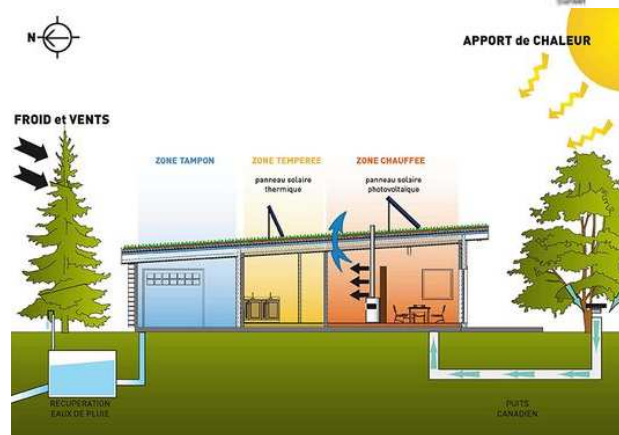 N
APPORT de CHALEUR
FROID et VENTS
ZONE TAMPON
ZONE TEMPEREE
ZONE CHAUFFEE
panneau solaire
thermique
panneau solaire
photovoltaïque
RECUPERATION
EAUX DE PLUIE
PUITS
CANADIEN